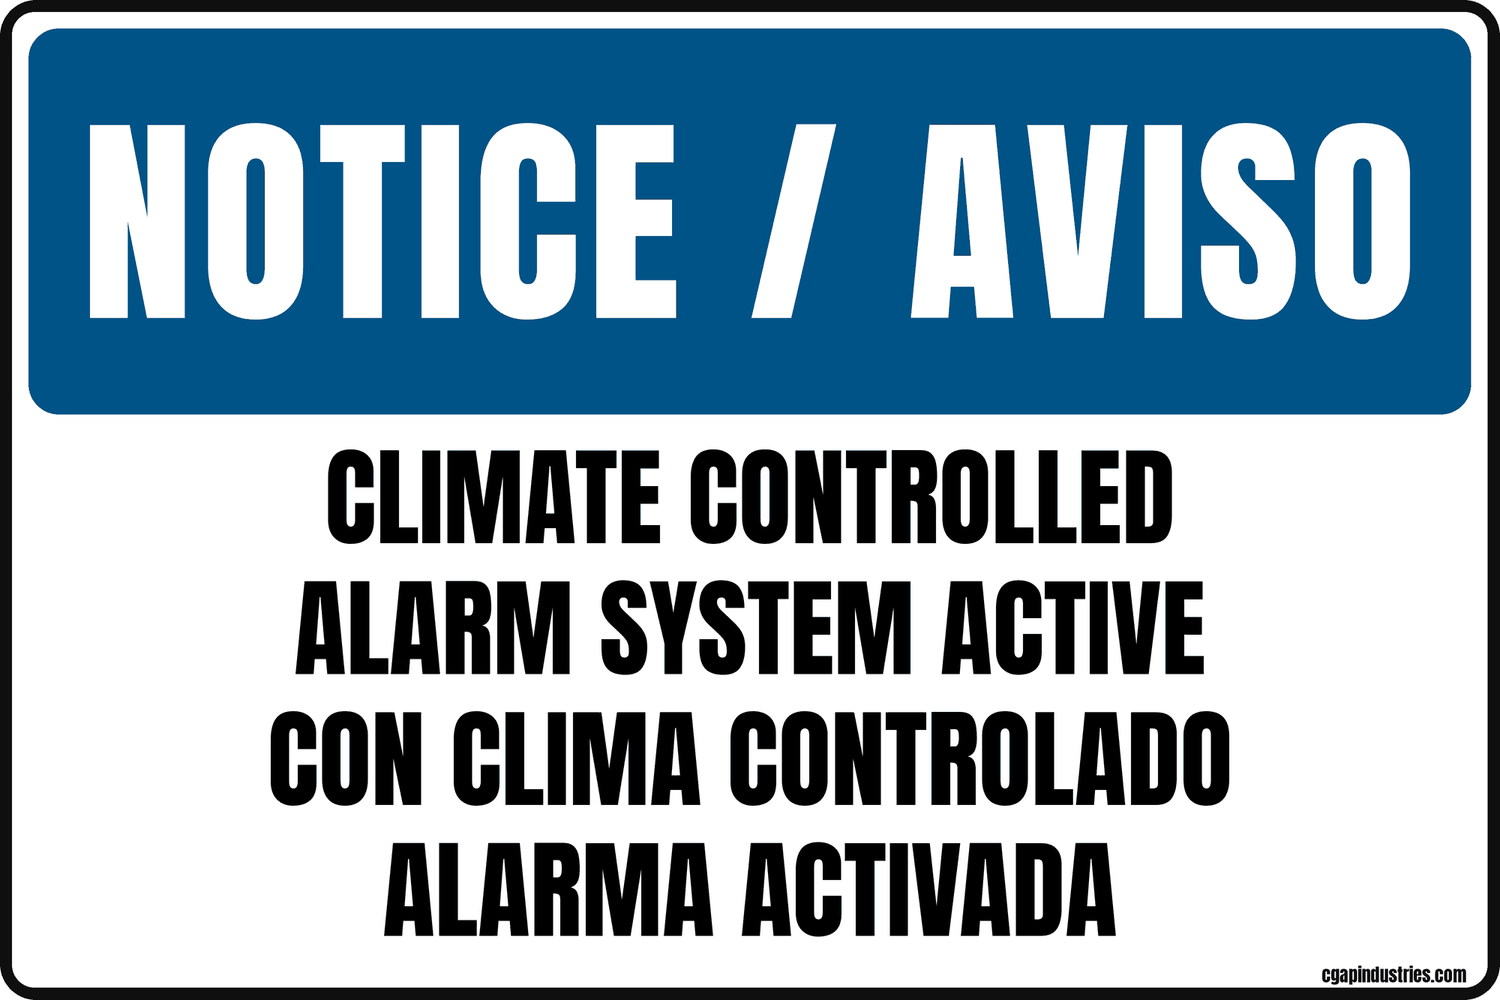 NOTICE / AVISO
CLIMATE CONTROLLED
ALARM SYSTEM ACTIVE
CON CLIMA CONTROLADO
ALARMA ACTIVADA
cgapindustries.com